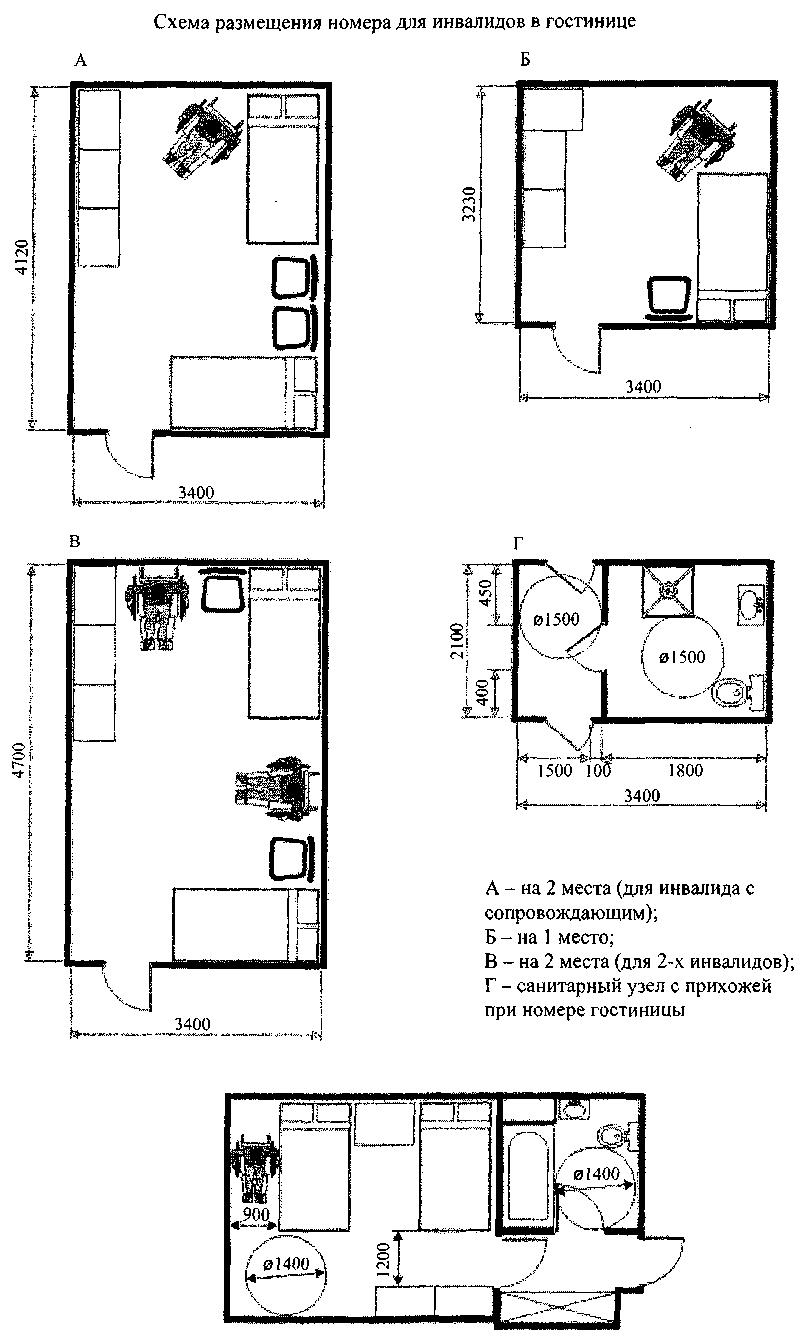 Схема размещения номера для инвалидов в гостинице
А
Б
4120
3230
3400
3400
В
Г
4700
2100
450
400
ø1500
ø1500
1500
100
1800
3400
3400
А – на 2 места (для инвалида с
сопровождающим);
Б – на 1 место;
В – на 2 места (для 2-х инвалидов);
Г – санитарный узел с прихожей
при номере гостиницы
900
ø1400
1200
ø1400